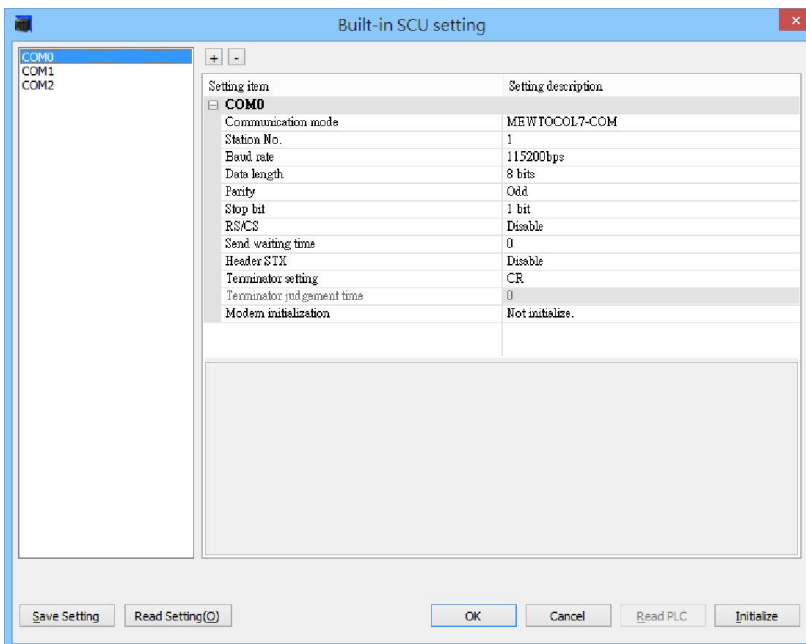 Built-in SCU setting
COM0
COM1
COM2
+ -
Setting item Setting description
COM0
Communication mode MEWTOCOL7-COM
Station No. 1
Baud rate 115200bps
Data length 8 bits
Parity Odd
Stop bit 1 bit
RS/CS Disable
Send waiting time 0
Header STX Disable
Terminator setting CR
Terminator judgement time 0
Modem initialization Not initialize.
Save Setting Read Setting(O) OK Cancel Read PLC Initialize